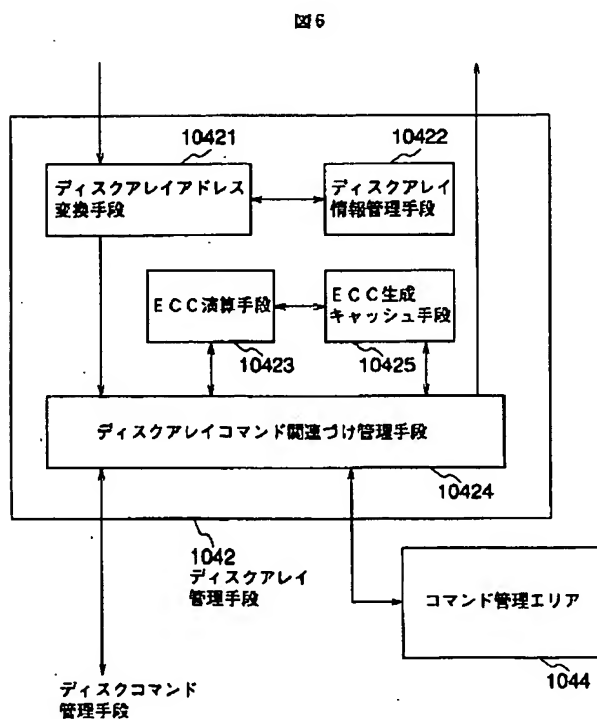 図6
10421
10422
ディスクアレイアドレス
変換手段
ディスクアレイ
情報管理手段
ECC演算手段
ECC生成
キャッシュ手段
10423
10425
ディスクアレイコマンド関連づけ管理手段
10424
1042
ディスクアレイ
管理手段
コマンド管理エリア
1044
ディスクコマンド
管理手段